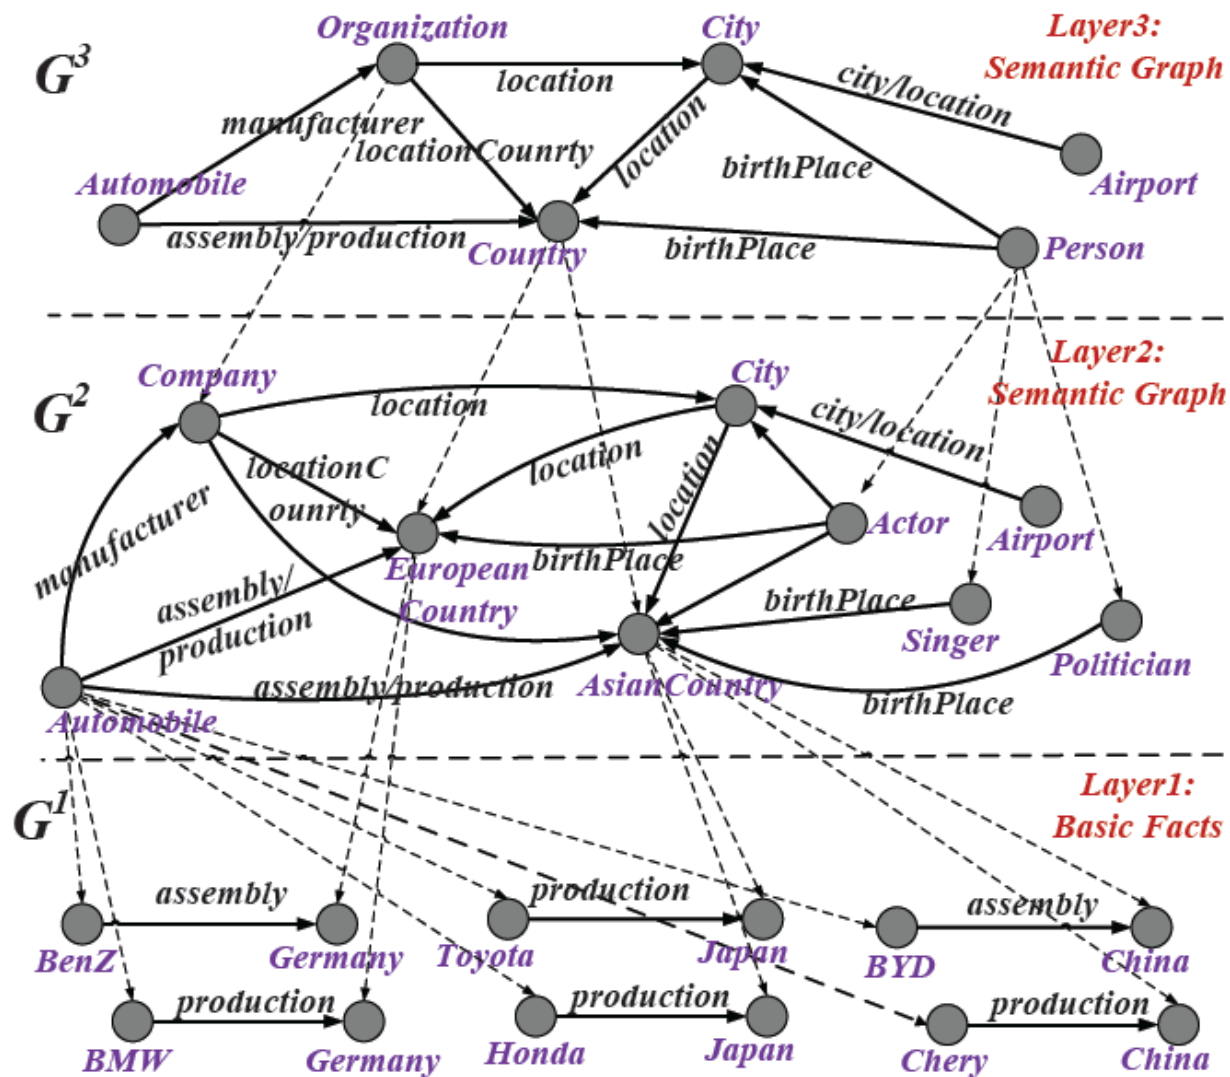 Organization
City
Layer3:
Semantic Graph
G3
location
city/location
manufacturer
locationCounrty
location
birthPlace
Automobile
Airport
assembly/production
Country
birthPlace
Person
Layer2:
Semantic Graph
Company
City
G2
location
city/location
locationC
ounrty
location
location
manufacturer
Actor
Airport
European
Country
birthPlace
assembly/
production
birthPlace
Singer
Politician
assembly/production
AsianCountry
birthPlace
Automobile
Layer1:
Basic Facts
G1
assembly
production
assembly
BenZ
Germany
Toyota
Japan
BYD
China
production
production
production
BMW
Germany
Honda
Japan
Chery
China